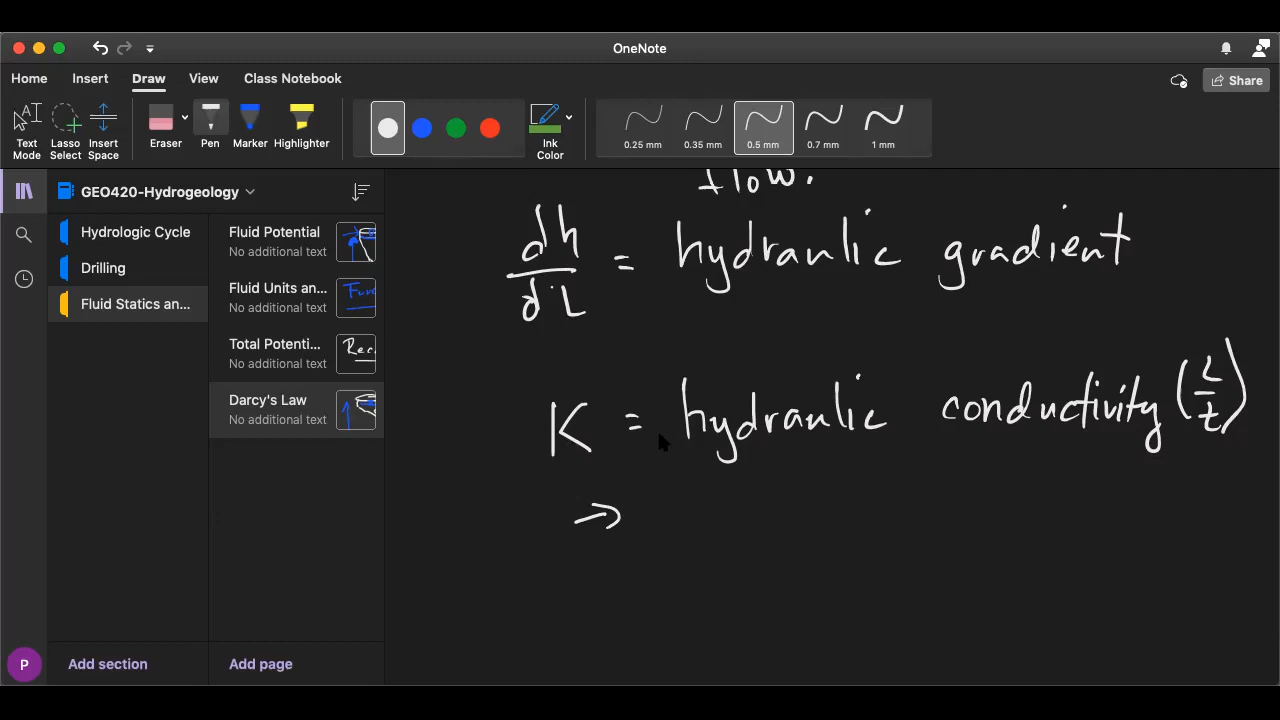 OneNote
Home Insert Draw View Class Notebook
Share
Text Mode
Lasso Select
Insert Space
Eraser
Pen
Marker
Highlighter
Ink Color
0.25 mm
0.35 mm
0.5 mm
0.7 mm
1 mm
GEO420-Hydrogeology
Hydrologic Cycle
Drilling
Fluid Statics an...
Fluid Potential
No additional text
Fluid Units an...
No additional text
Total Potenti...
No additional text
Rec
Darcy's Law
No additional text
P
Add section
Add page
flow.
dh/dL = hydraulic gradient
K = hydraulic conductivity (L/t)
→